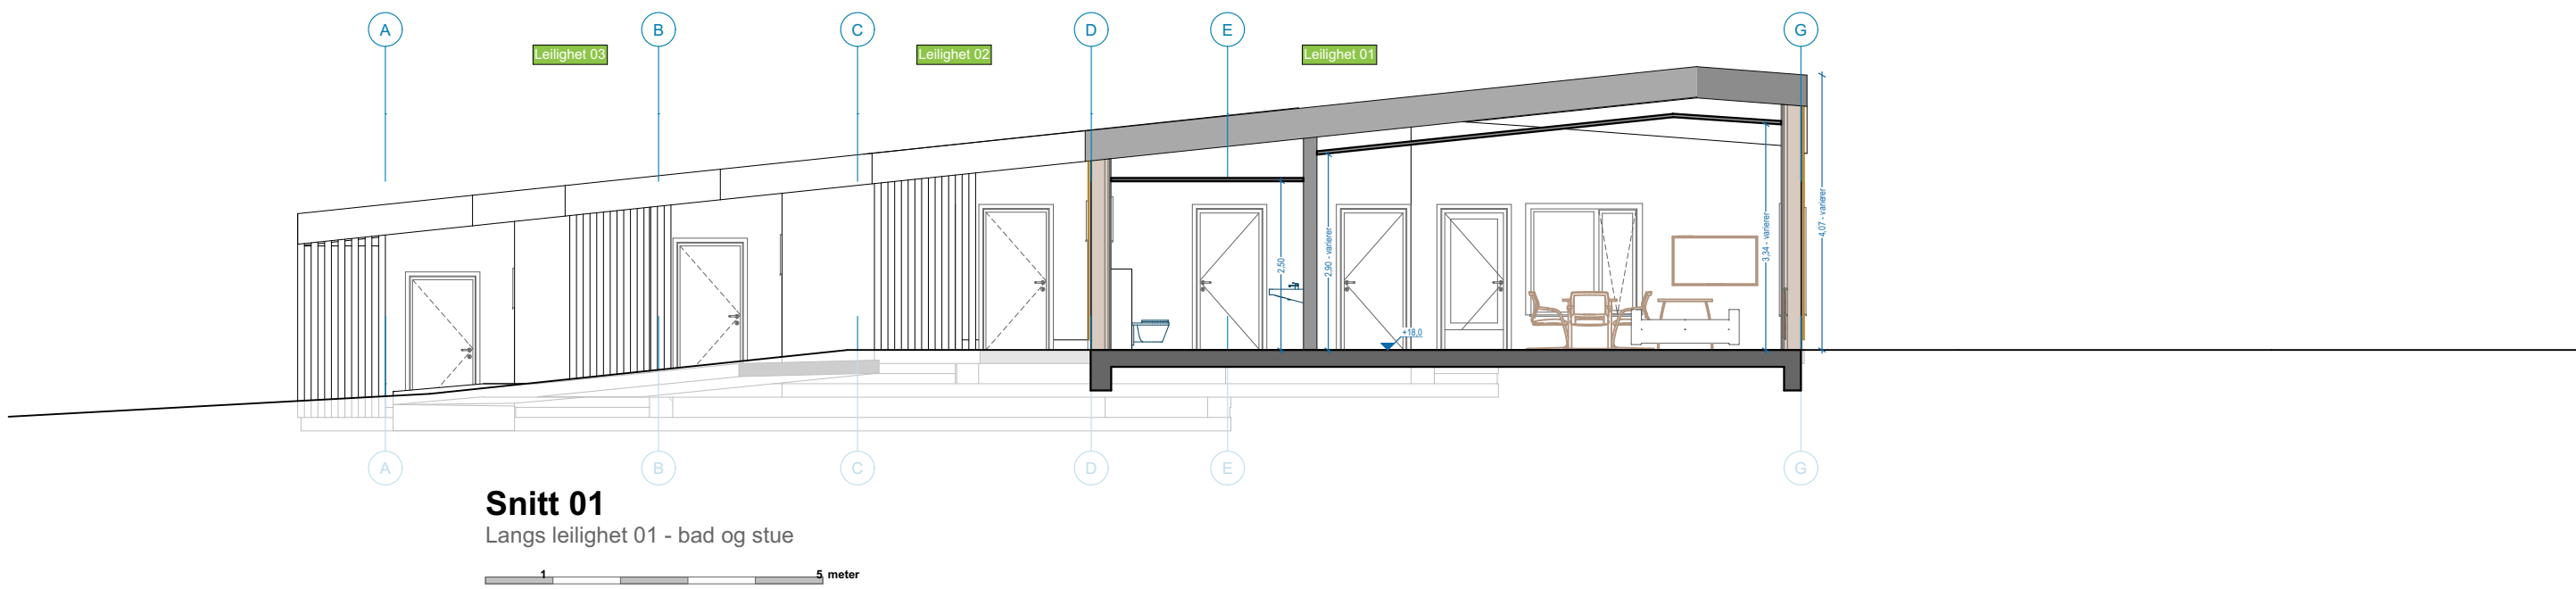 A
B
C
D
E
G
Leilighet 03
Leilighet 02
Leilighet 01
2,50
2,90 - varierer
3,34 - varierer
4,07 - varierer
+18,0
A
B
C
D
E
G
Snitt 01
Langs leilighet 01 - bad og stue
1
5 meter